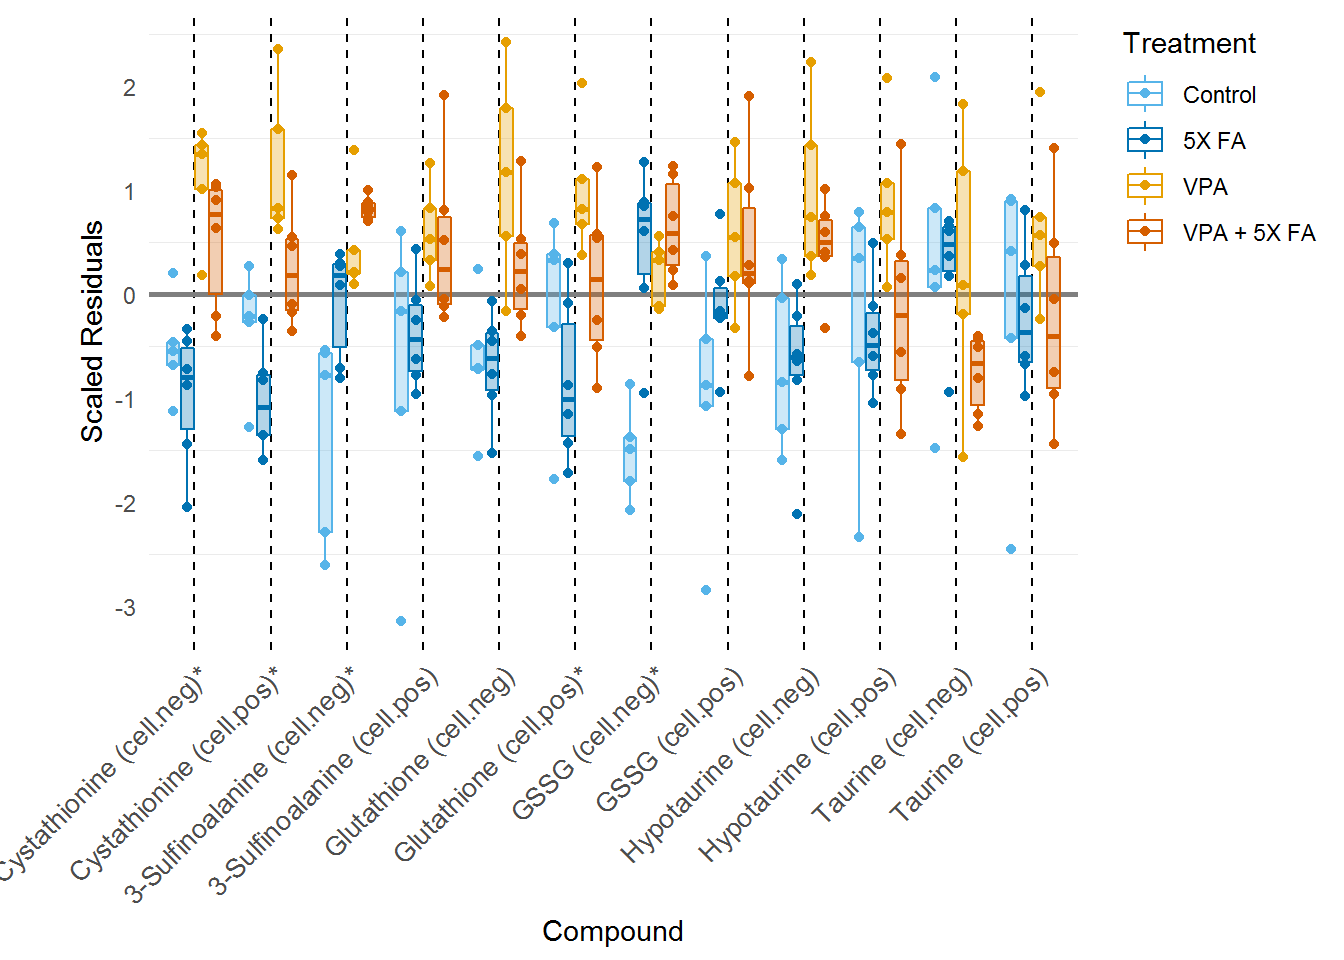 Treatment
Control
5X FA
VPA
VPA + 5X FA
Scaled Residuals
2
1
0
-1
-2
-3
Cystathionine (cell.neg)*
Cystathionine (cell.pos)*
3-Sulfinoalanine (cell.neg)*
3-Sulfinoalanine (cell.pos)
Glutathione (cell.neg)
Glutathione (cell.pos)*
GSSG (cell.neg)*
GSSG (cell.pos)
Hypotaurine (cell.neg)
Hypotaurine (cell.pos)
Taurine (cell.neg)
Taurine (cell.pos)
Compound